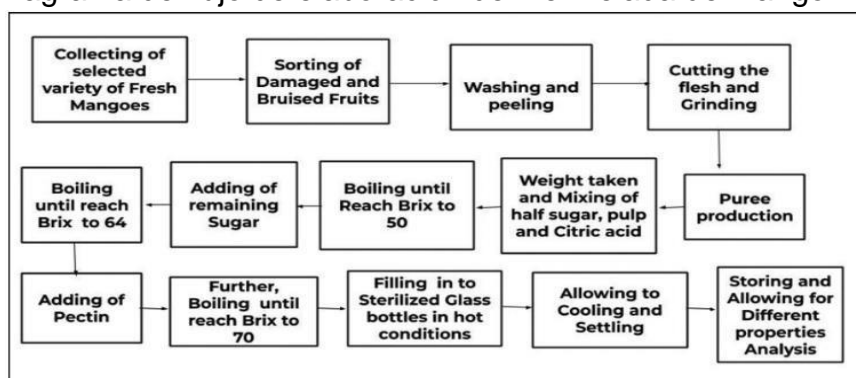 Collecting of
selected
variety of Fresh
Mangoes
Sorting of
Damaged and
Bruised Fruits
Washing and
peeling
Cutting the
flesh and
Grinding
Puree
production
Weight taken
and Mixing of
half sugar, pulp
and Citric acid
Boiling until
Reach Brix to
50
Adding of
remaining
Sugar
Boiling
until reach
Brix to 64
Adding of
Pectin
Further,
Boiling until
reach Brix to
70
Filling in to
Sterilized Glass
bottles in hot
conditions
Allowing to
Cooling and
Settling
Storing and
Allowing for
Different
properties
Analysis